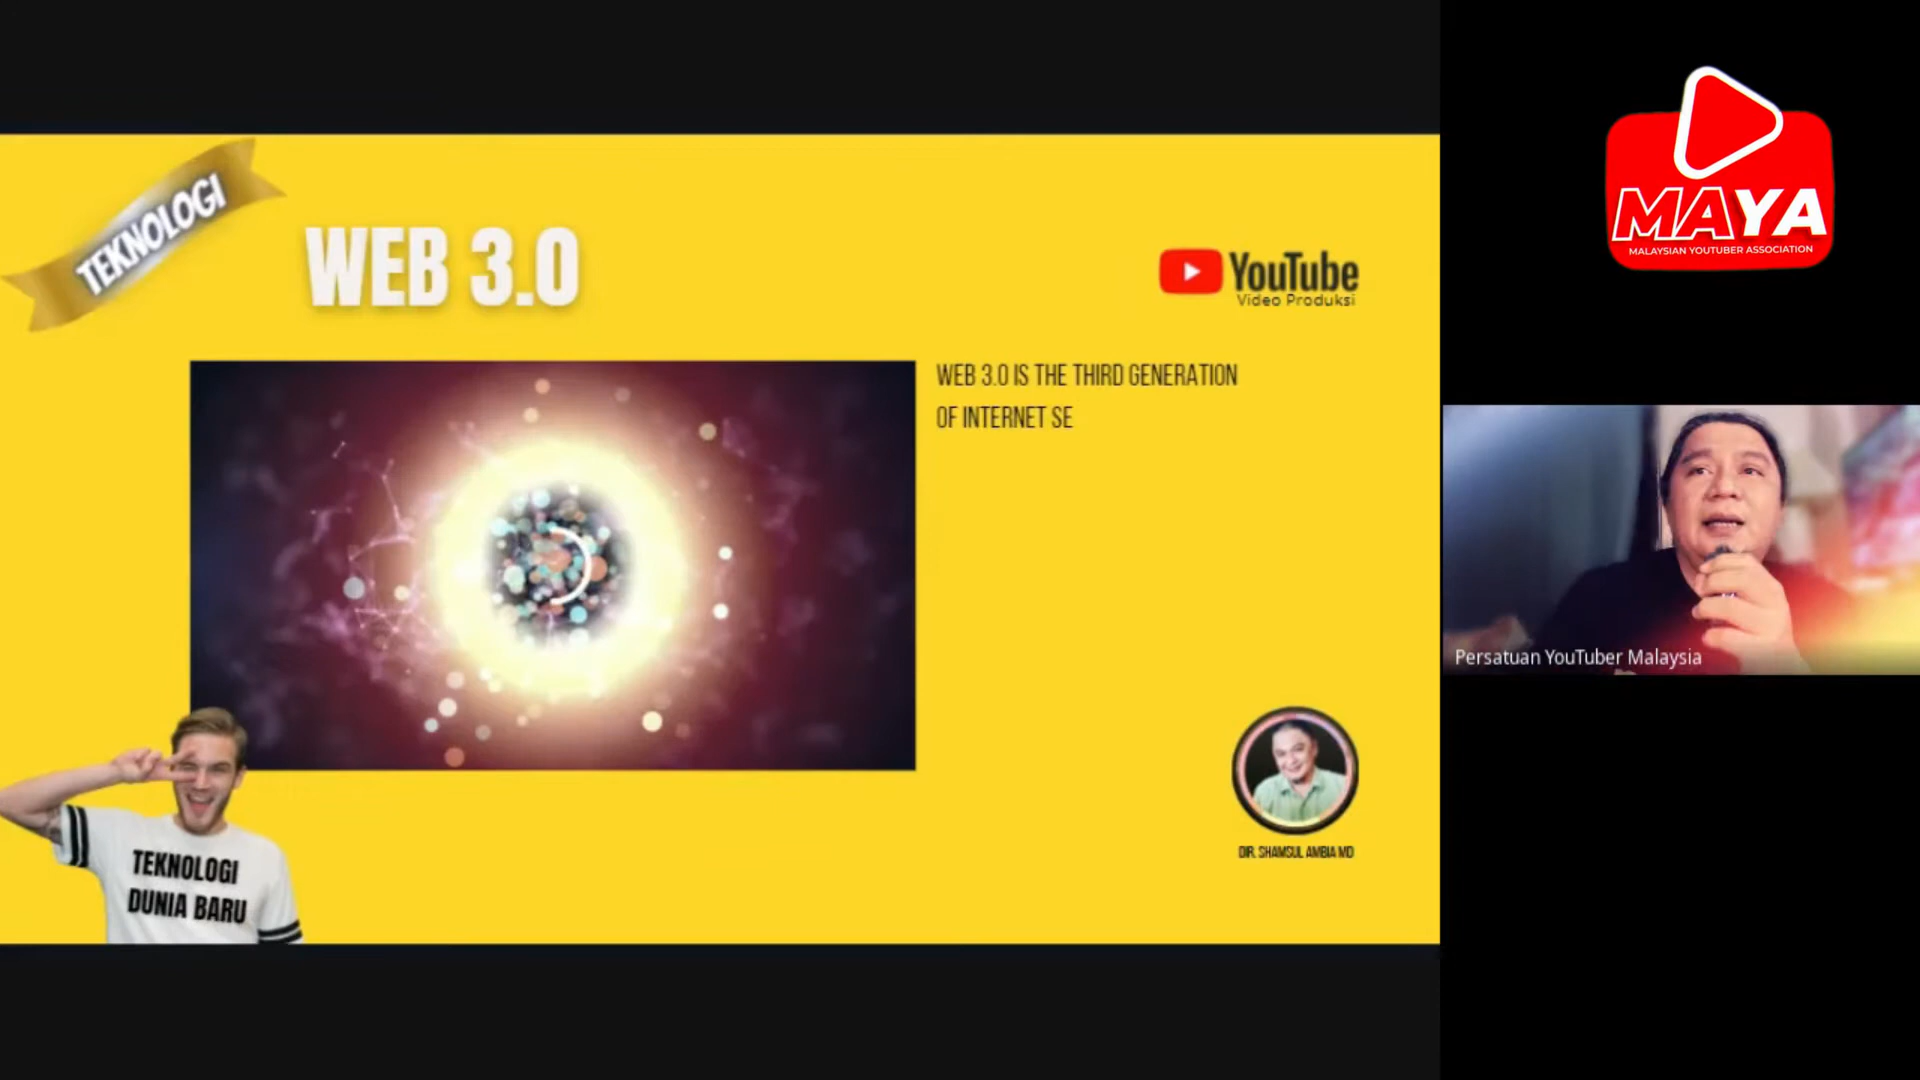 TEKNOLOGI
WEB 3.0
YouTube
Video Produksi
WEB 3.0 IS THE THIRD GENERATION
OF INTERNET SE
TEKNOLOGI
DUNIA BARU
DIR. SHAMSUL AMBIA MD
MAYA
MALAYSIAN YOUTUBER ASSOCIATION
Persatuan YouTuber Malaysia